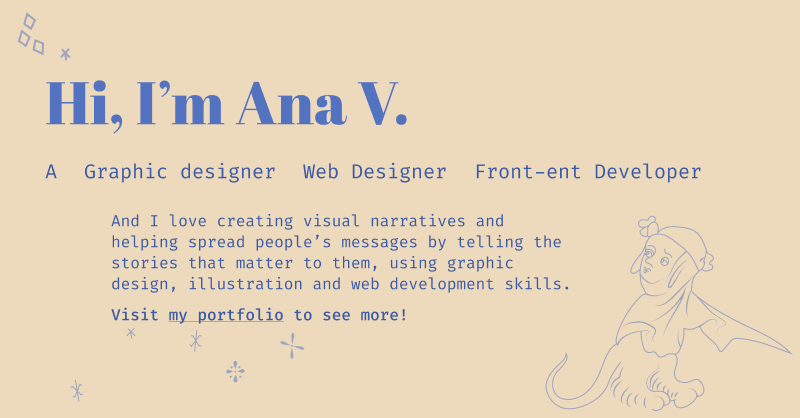 Hi, I’m Ana V.
A Graphic designer Web Designer Front-ent Developer
And I love creating visual narratives and
helping spread people’s messages by telling the
stories that matter to them, using graphic
design, illustration and web development skills.
Visit my portfolio to see more!